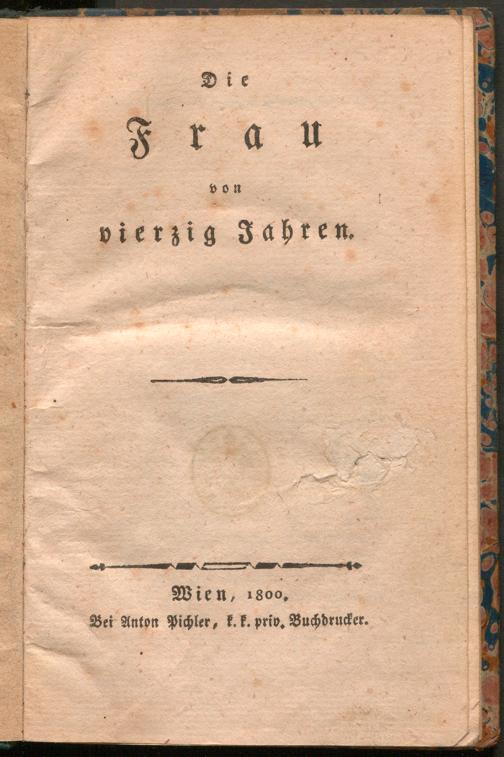 Die
Frau
von
vierzig Jahren.
Wien, 1800.
Bei Anton Pichler, k. k. priv. Buchdrucker.